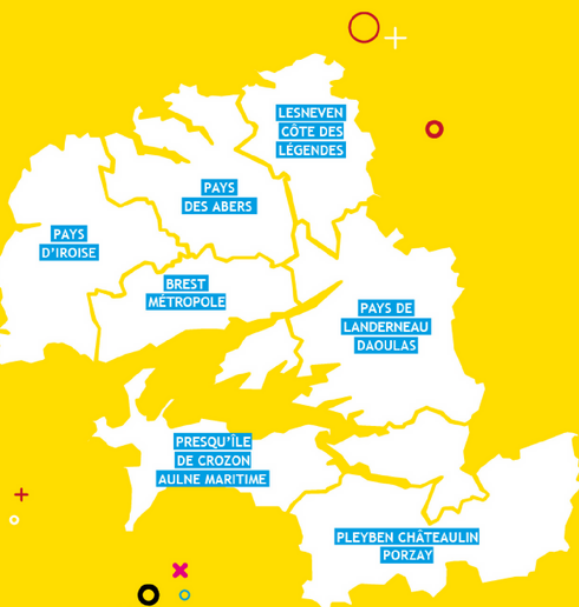 LESNEVEN
CÔTE DES
LÉGENDES
PAYS
DES ABERS
PAYS
D'IROISE
BREST
MÉTROPOLE
PAYS DE
LANDERNEAU
DAOULAS
PRESQU'ÎLE
DE CROZON
AULNE MARITIME
PLEYBEN CHÂTEAULIN
PORZAY